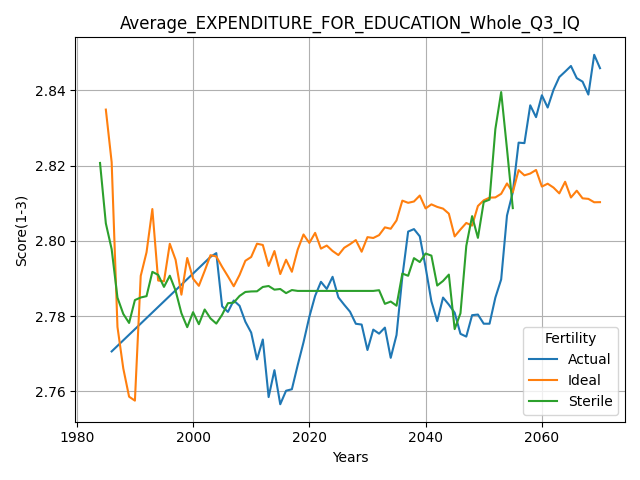 Average_EXPENDITURE_FOR_EDUCATION_Whole_Q3_IQ
2.84
2.82
2.80
2.78
2.76
Score(1-3)
1980
2000
2020
2040
2060
Years
Fertility
Actual
Ideal
Sterile